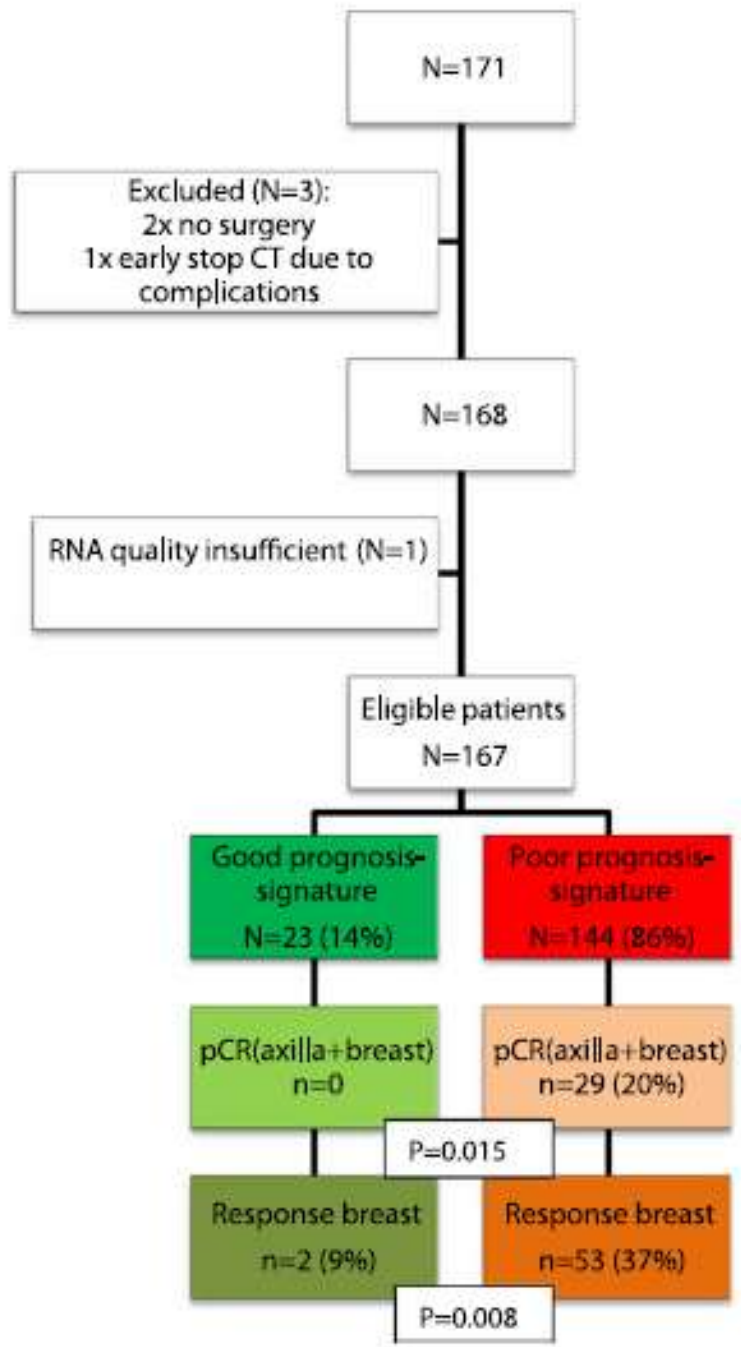 N=171
Excluded (N=3):
2x no surgery
1x early stop CT due to
complications
N=168
RNA quality insufficient (N=1)
Eligible patients
N=167
Good prognosis-
signature
N=23 (14%)
Poor prognosis-
signature
N=144 (86%)
pCR(axilla+breast)
n=0
pCR(axilla+breast)
n=29 (20%)
P=0.015
Response breast
n=2 (9%)
Response breast
n=53 (37%)
P=0.008